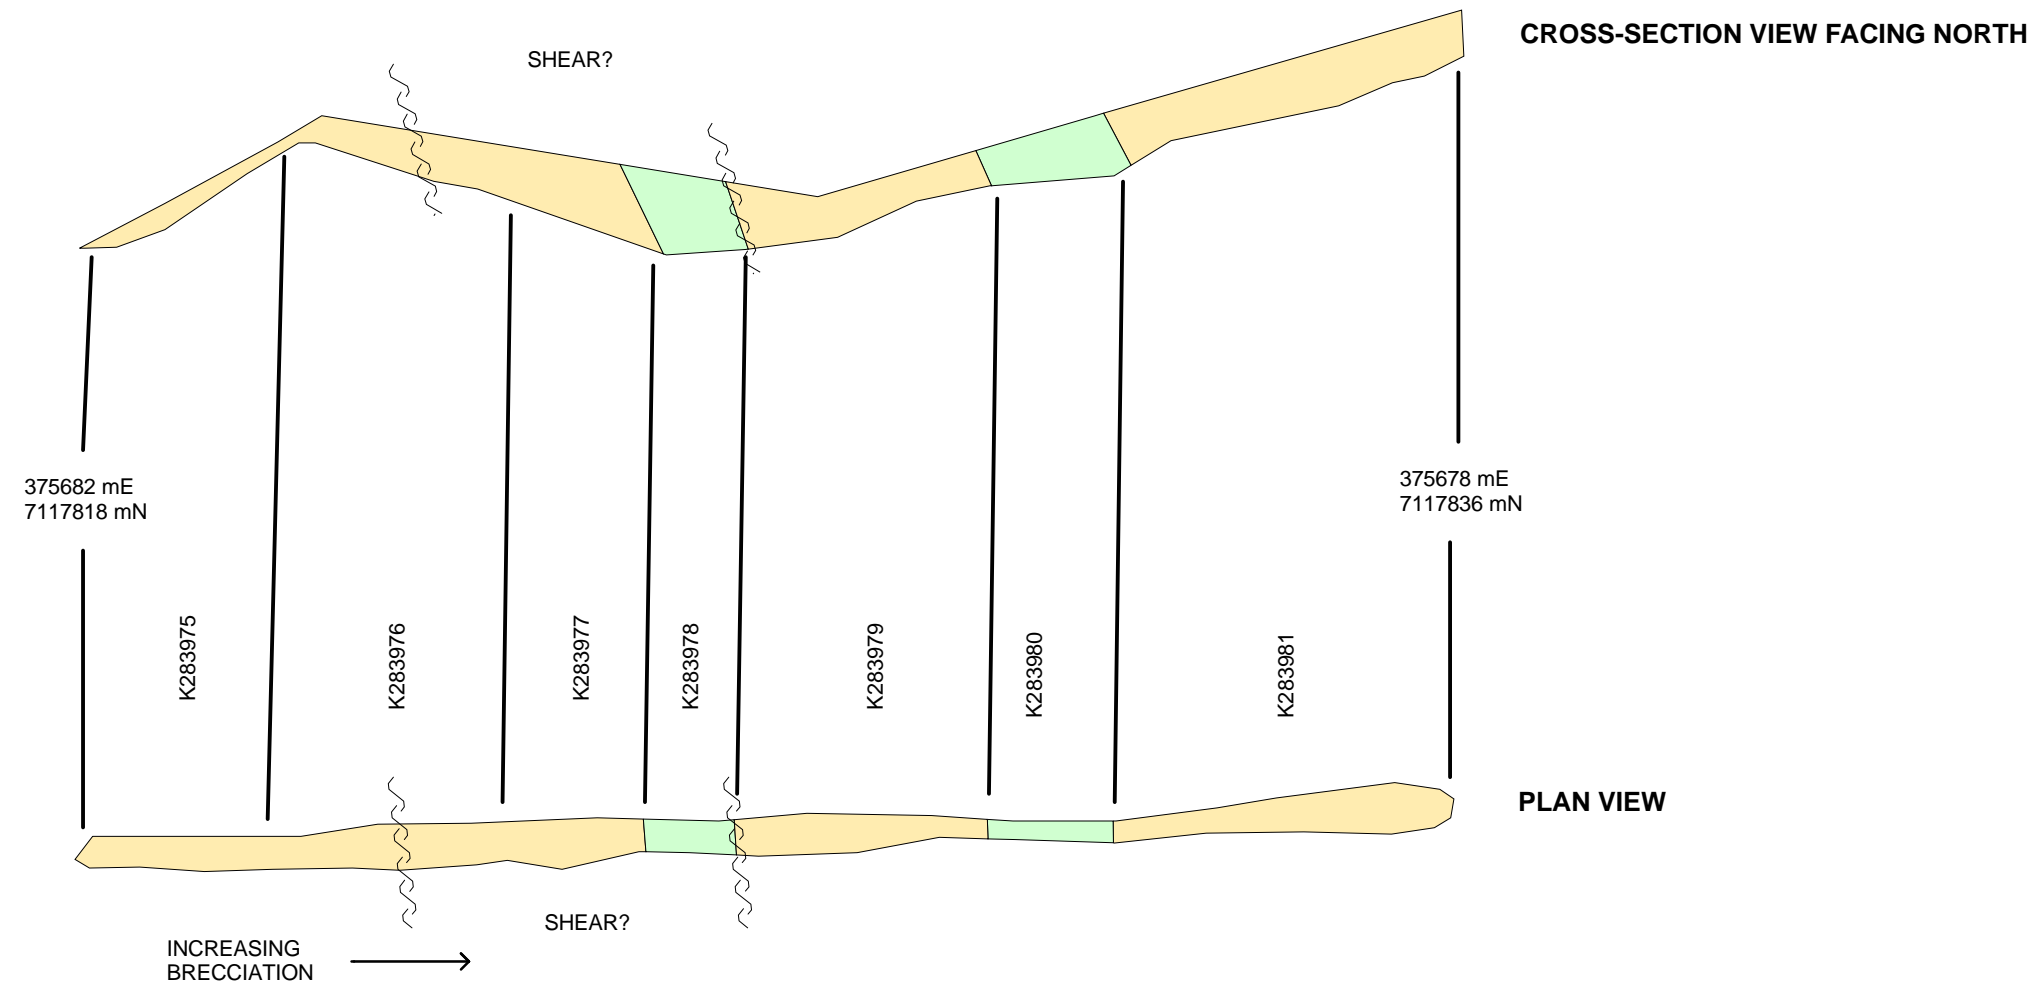 CROSS-SECTION VIEW FACING NORTH
SHEAR?
375682 mE
7117818 mN
375678 mE
7117836 mN
K283975
K283976
K283977
K283978
K283979
K283980
K283981
PLAN VIEW
SHEAR?
INCREASING
BRECCIATION